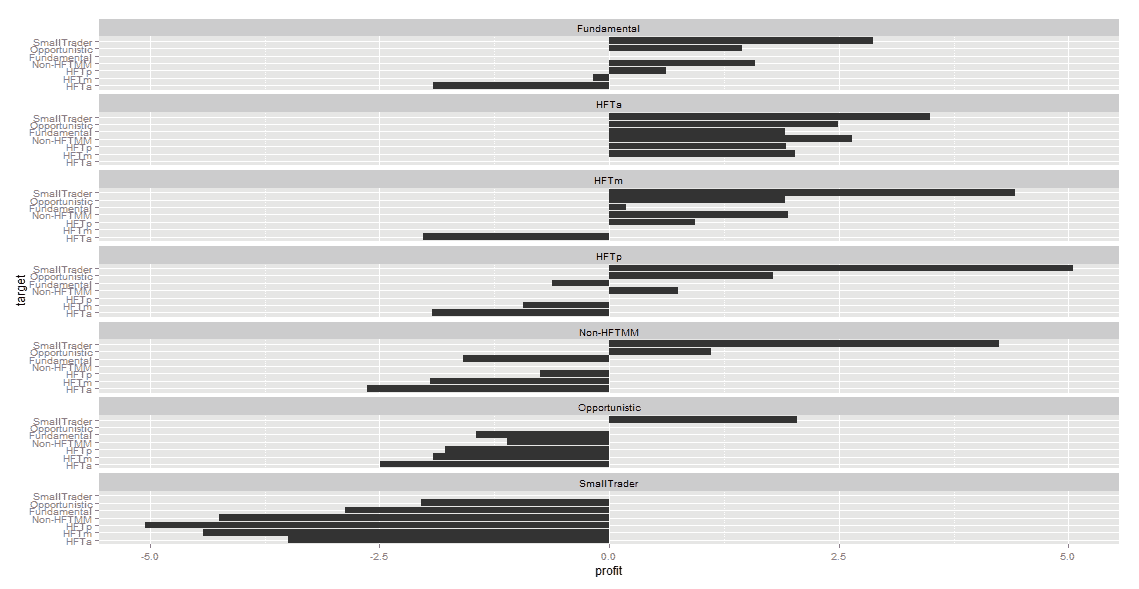 Fundamental
SmallTrader
Opportunistic
Fundamental
Non-HFTMM
HFTp
HFTm
HFTa
HFTa
SmallTrader
Opportunistic
Fundamental
Non-HFTMM
HFTp
HFTm
HFTa
HFTm
SmallTrader
Opportunistic
Fundamental
Non-HFTMM
HFTp
HFTm
HFTa
HFTp
SmallTrader
Opportunistic
Fundamental
Non-HFTMM
HFTp
HFTm
HFTa
target
Non-HFTMM
SmallTrader
Opportunistic
Fundamental
Non-HFTMM
HFTp
HFTm
HFTa
Opportunistic
SmallTrader
Opportunistic
Fundamental
Non-HFTMM
HFTp
HFTm
HFTa
SmallTrader
SmallTrader
Opportunistic
Fundamental
Non-HFTMM
HFTp
HFTm
HFTa
-5.0 -2.5 0.0 2.5 5.0
profit